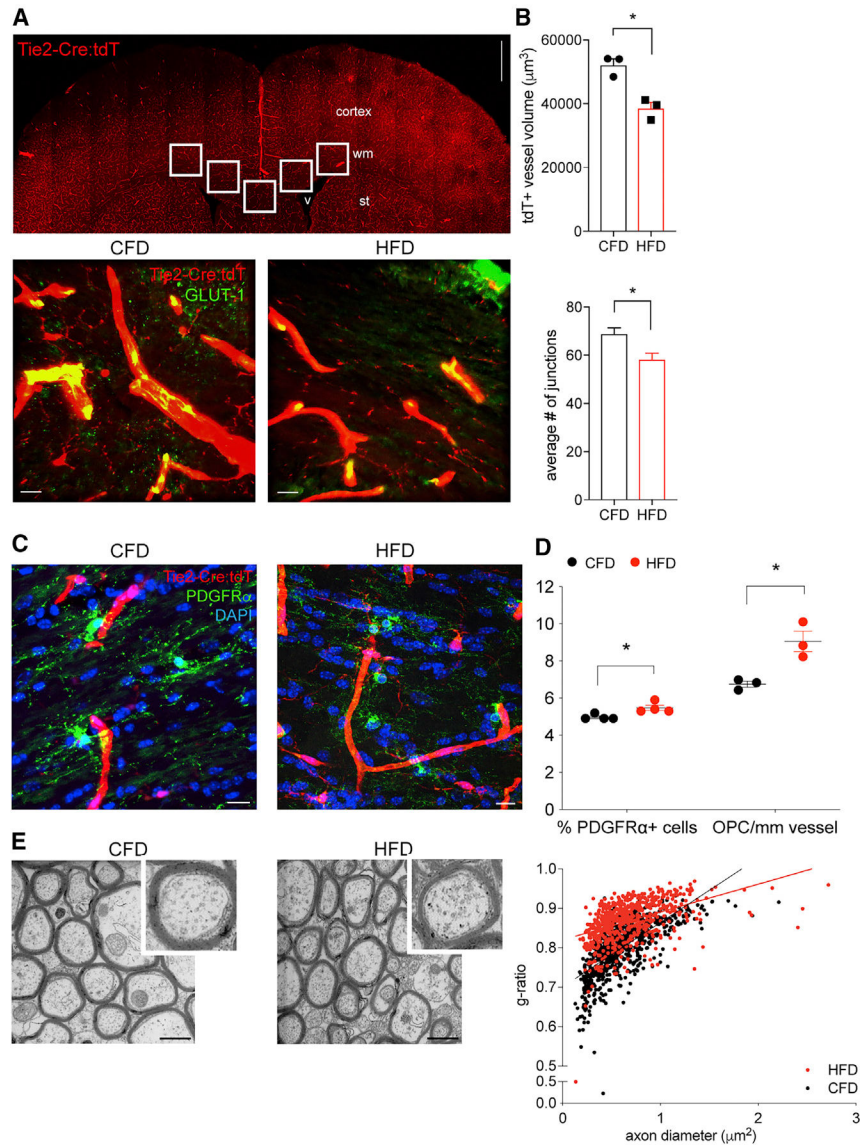 A
Tie2-Cre:tdT
cortex
wm
v
st
CFD
HFD
Tie2-Cre:tdT
GLUT-1
B
*
tdT+ vessel volume (µm³)
60000
40000
20000
0
CFD
HFD
*
average # of junctions
80
60
40
20
0
CFD
HFD
C
CFD
HFD
Tie2-Cre:tdT
PDGFRα
DAPI
D
CFD
HFD
*
*
12
10
8
6
4
2
0
% PDGFRα+ cells
OPC/mm vessel
E
CFD
HFD
g-ratio
1.0
0.9
0.8
0.7
0.6
0.5
0.5
0.0
0
1
2
3
axon diameter (µm²)
HFD
CFD